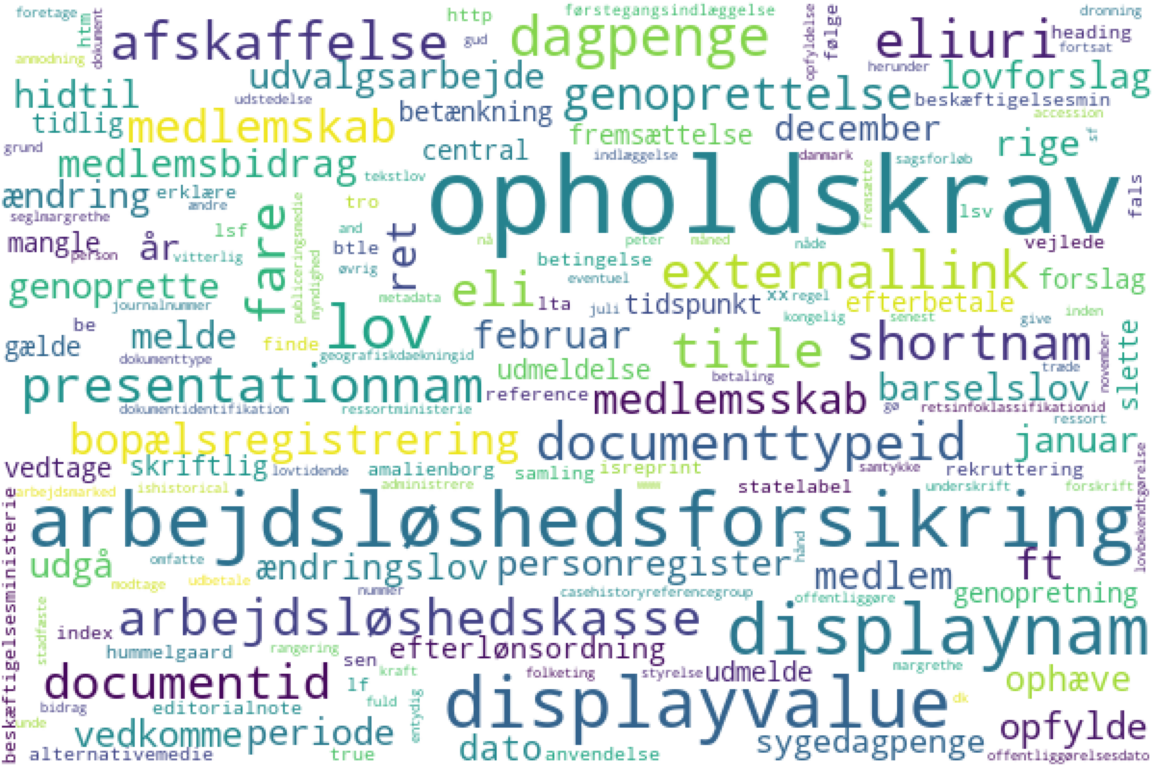 foretage
htm
dokument
afskaffelse
http
gud
førstegangsindlæggelse
dagpenge
opfyldelse
følge
eliuri
dronning
heading
fortsat
anmodning
udvalgsarbejde
herunder
lovforslag
hidtil
udstedelse
betænkning
genoprettelse
beskæftigelsesmin
tidlig
medlemskab
fremsættelse
december
accession
sf
rige
grund
medlemsbidrag
central
indlæggelse
danmark
sagsforløb
ændring
erklære
tekstlov
opholdskrav
fremsætte
fals
ændre
tro
lsv
seglmargrethe
lsf
fare
publiceringsmedie
and
ret
mangle
person
år
vitterlig
btle
nå
peter
måned
nåde
vejlede
myndighed
øvrig
betingelse
eventuel
externallink
forslag
genoprette
journalnummer
metadata
eli
lta
juli
tidspunkt
xx
regel
efterbetale
inden
be
melde
lov
februar
kongelig
senest
give
gælde
dokumenttype
finde
geografiskdaekningid
title
shortnam
november
slette
træde
presentationnam
udmeldelse
betaling
barselslov
dokumentidentifikation
ressortministerie
reference
medlemsskab
gø
retsinfoklassifikationid
ressort
bopælsregistrering
documenttypeid
januar
vedtage
skriftlig
lovtidende
amalienborg
samling
isreprint
samtykke
rekruttering
arbejdsmarked
ishistorical
administrere
www
statelabel
underskrift
forskrift
beskæftigelsesministerie
arbejdsløshedsforsikring
lovbekendtgørelse
udgå
omfatte
ændringslov
personregister
hånd
medlem
ft
modtage
udbetale
nummer
casehistoryreferencegroup
offentliggøre
genopretning
stadfæste
index
arbejdsløshedskasse
displaynam
hummelgaard
rangering
sen
efterlønsordning
documentid
kraft
folketing
styrelse
udmelde
margrethe
ophæve
bidrag
editorialnote
lf
fuld
entydig
displayvalue
dk
opfylde
unde
vedkomme
periode
dato
anvendelse
sygedagpenge
alternativemedie
true
offentliggørelsesdato